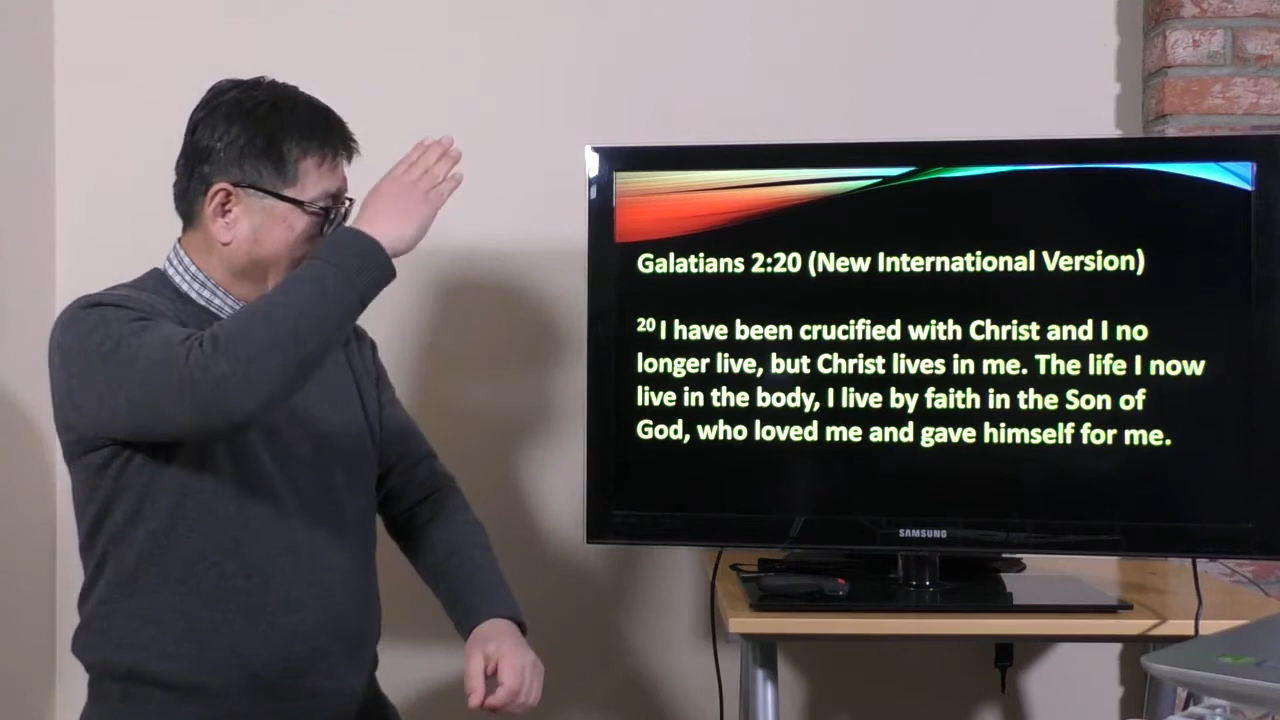 Galatians 2:20 (New International Version)
20 I have been crucified with Christ and I no
longer live, but Christ lives in me. The life I now
live in the body, I live by faith in the Son of
God, who loved me and gave himself for me.
SAMSUNG